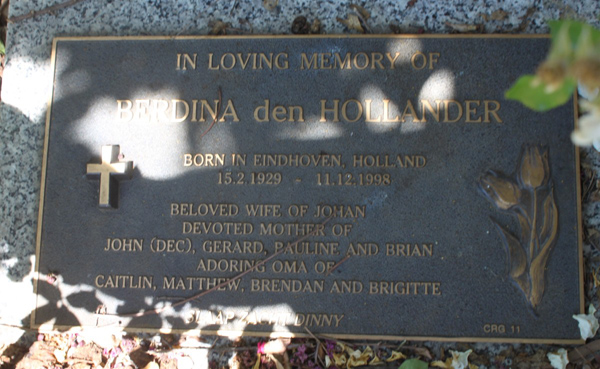 IN LOVING MEMORY OF
BERDINA den HOLLANDER
BORN IN EINDHOVEN, HOLLAND
15.2.1929 - 11.12.1998
BELOVED WIFE OF JOHAN
DEVOTED MOTHER OF
JOHN (DEC), GERARD, PAULINE AND BRIAN
ADORING OMA OF
CAITLIN, MATTHEW, BRENDAN AND BRIGITTE
CRG 11